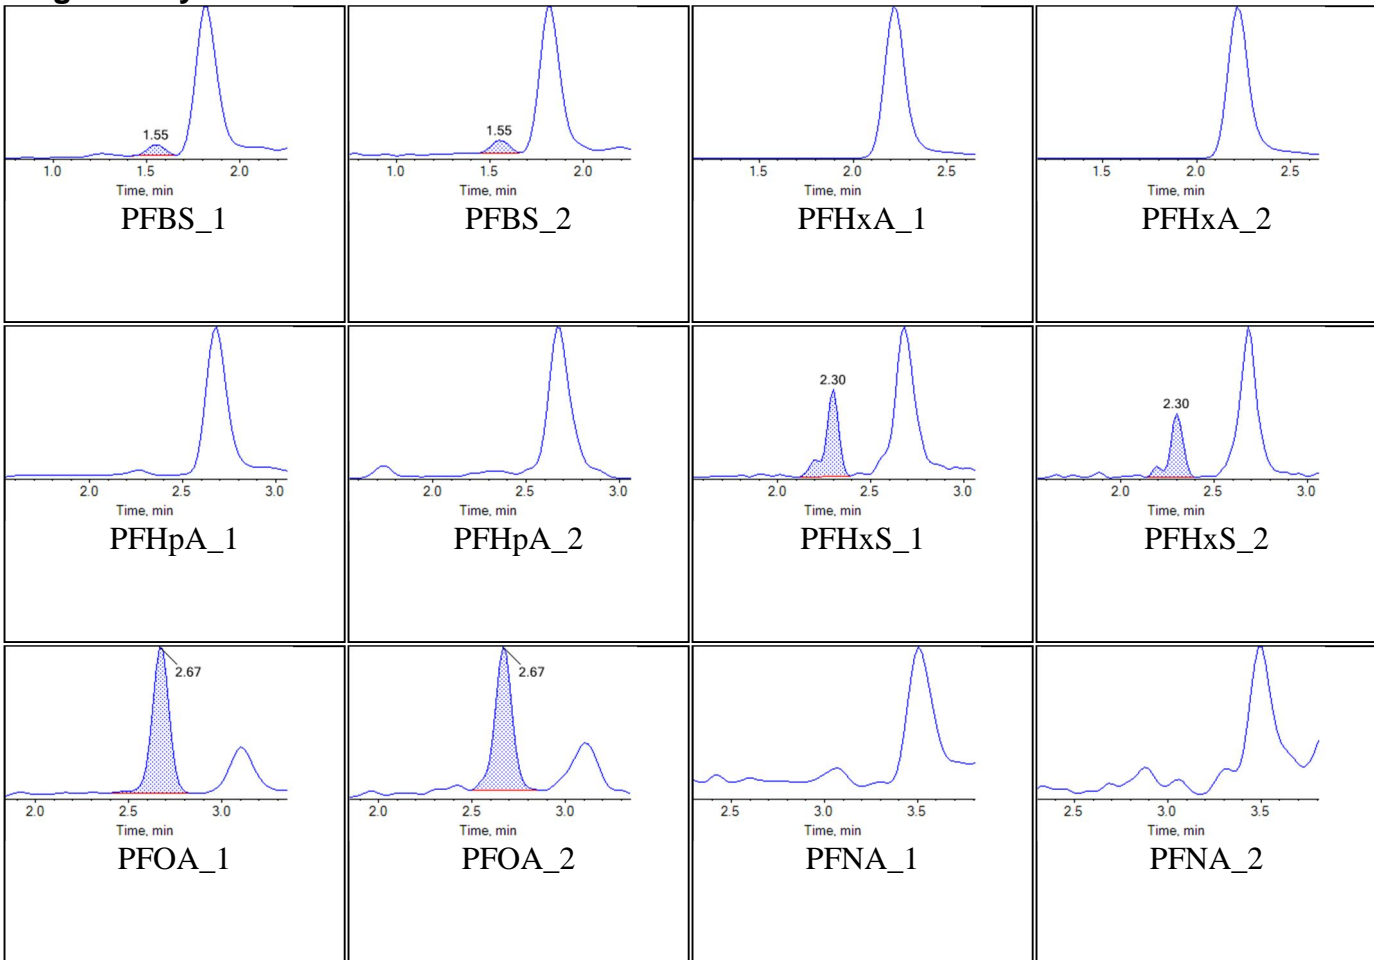 1.55
1.0 1.5 2.0
Time, min
PFBS_1
1.55
1.0 1.5 2.0
Time, min
PFBS_2
1.5 2.0 2.5
Time, min
PFHxA_1
1.5 2.0 2.5
Time, min
PFHxA_2
2.0 2.5 3.0
Time, min
PFHpA_1
2.0 2.5 3.0
Time, min
PFHpA_2
2.30
2.0 2.5 3.0
Time, min
PFHxS_1
2.30
2.0 2.5 3.0
Time, min
PFHxS_2
2.67
2.0 2.5 3.0
Time, min
PFOA_1
2.67
2.0 2.5 3.0
Time, min
PFOA_2
2.5 3.0 3.5
Time, min
PFNA_1
2.5 3.0 3.5
Time, min
PFNA_2